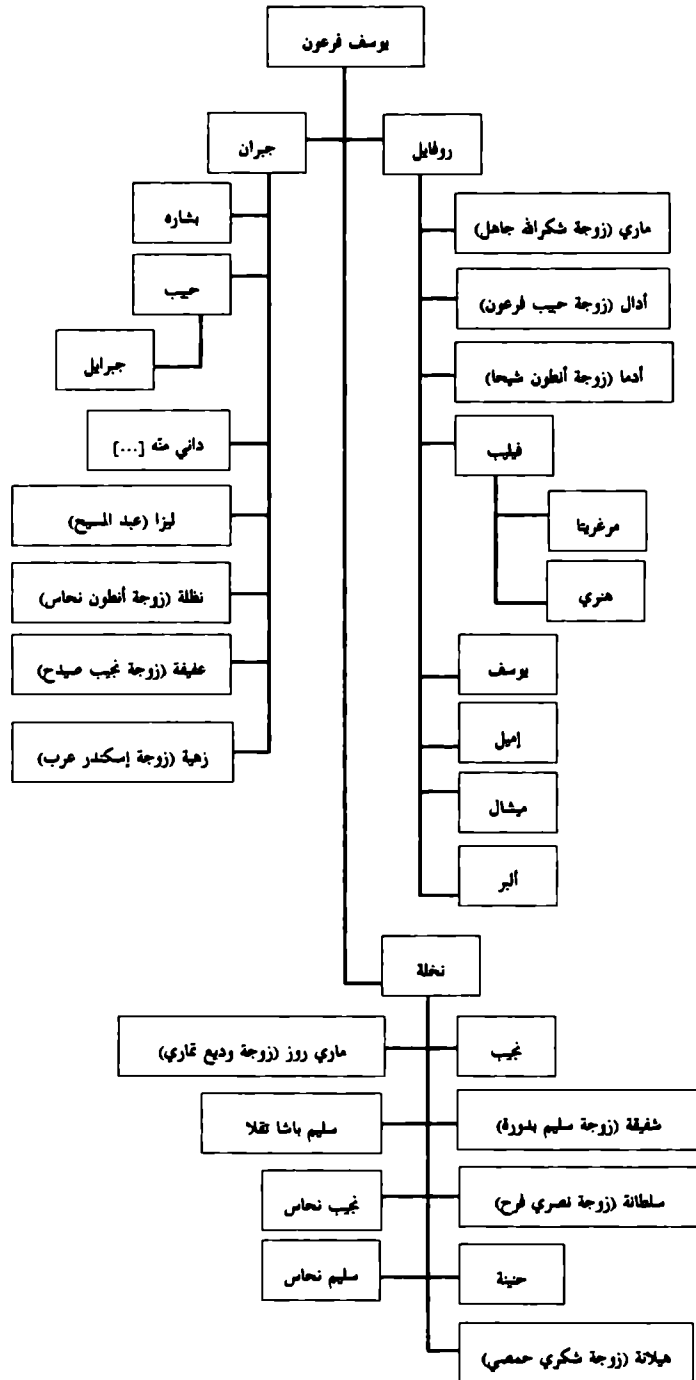 يوسف فرعون
روفايل
جبران
ماري (زوجة شكرالله جاهل)
أدال (زوجة حبيب فرعون)
أدما (زوجة أنطون شيحا)
فيليب
مرغريتا
هنري
يوسف
إميل
ميشال
ألبر
بشاره
حبيب
جبرايل
داني مته [...]
ليزا (عبد المسيح)
نظلة (زوجة أنطون نحاس)
عفيفة (زوجة نجيب صيدح)
زهية (زوجة إسكندر عرب)
نخلة
نجيب
ماري روز (زوجة وديع تماري)
شفيقة (زوجة سليم بدورة)
سليم باشا تقلا
سلطانة (زوجة نصري فرح)
نجيب نحاس
حنينة
سليم نحاس
هيلانة (زوجة شكري حمصي)